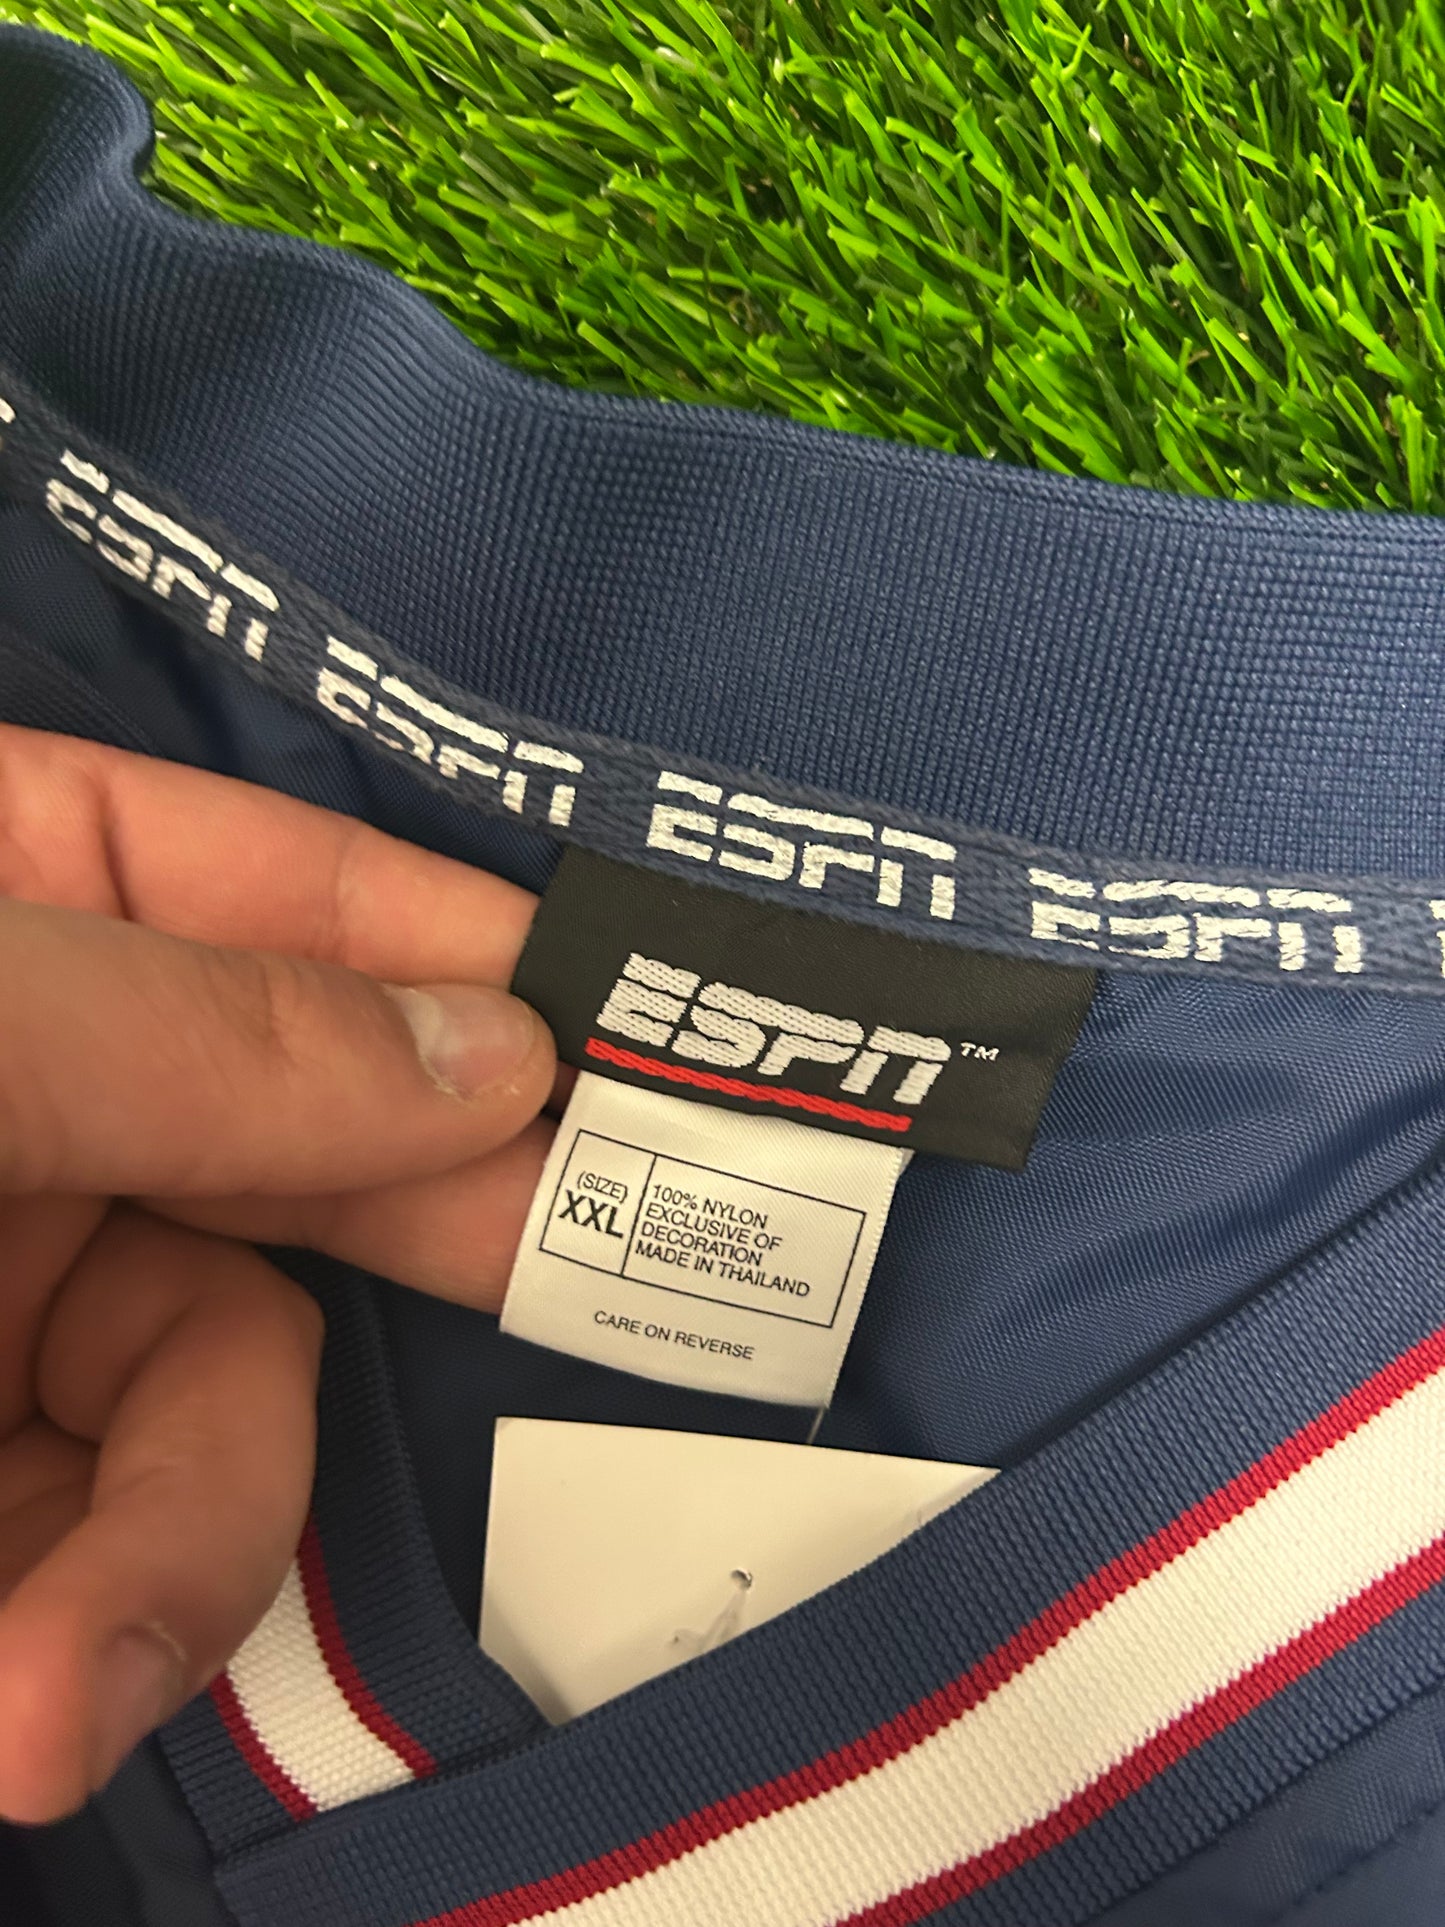 ESPN
ESPN
ESPN
ESPN
ESPN™
(SIZE)
XXL
100% NYLON
EXCLUSIVE OF
DECORATION
MADE IN THAILAND
CARE ON REVERSE